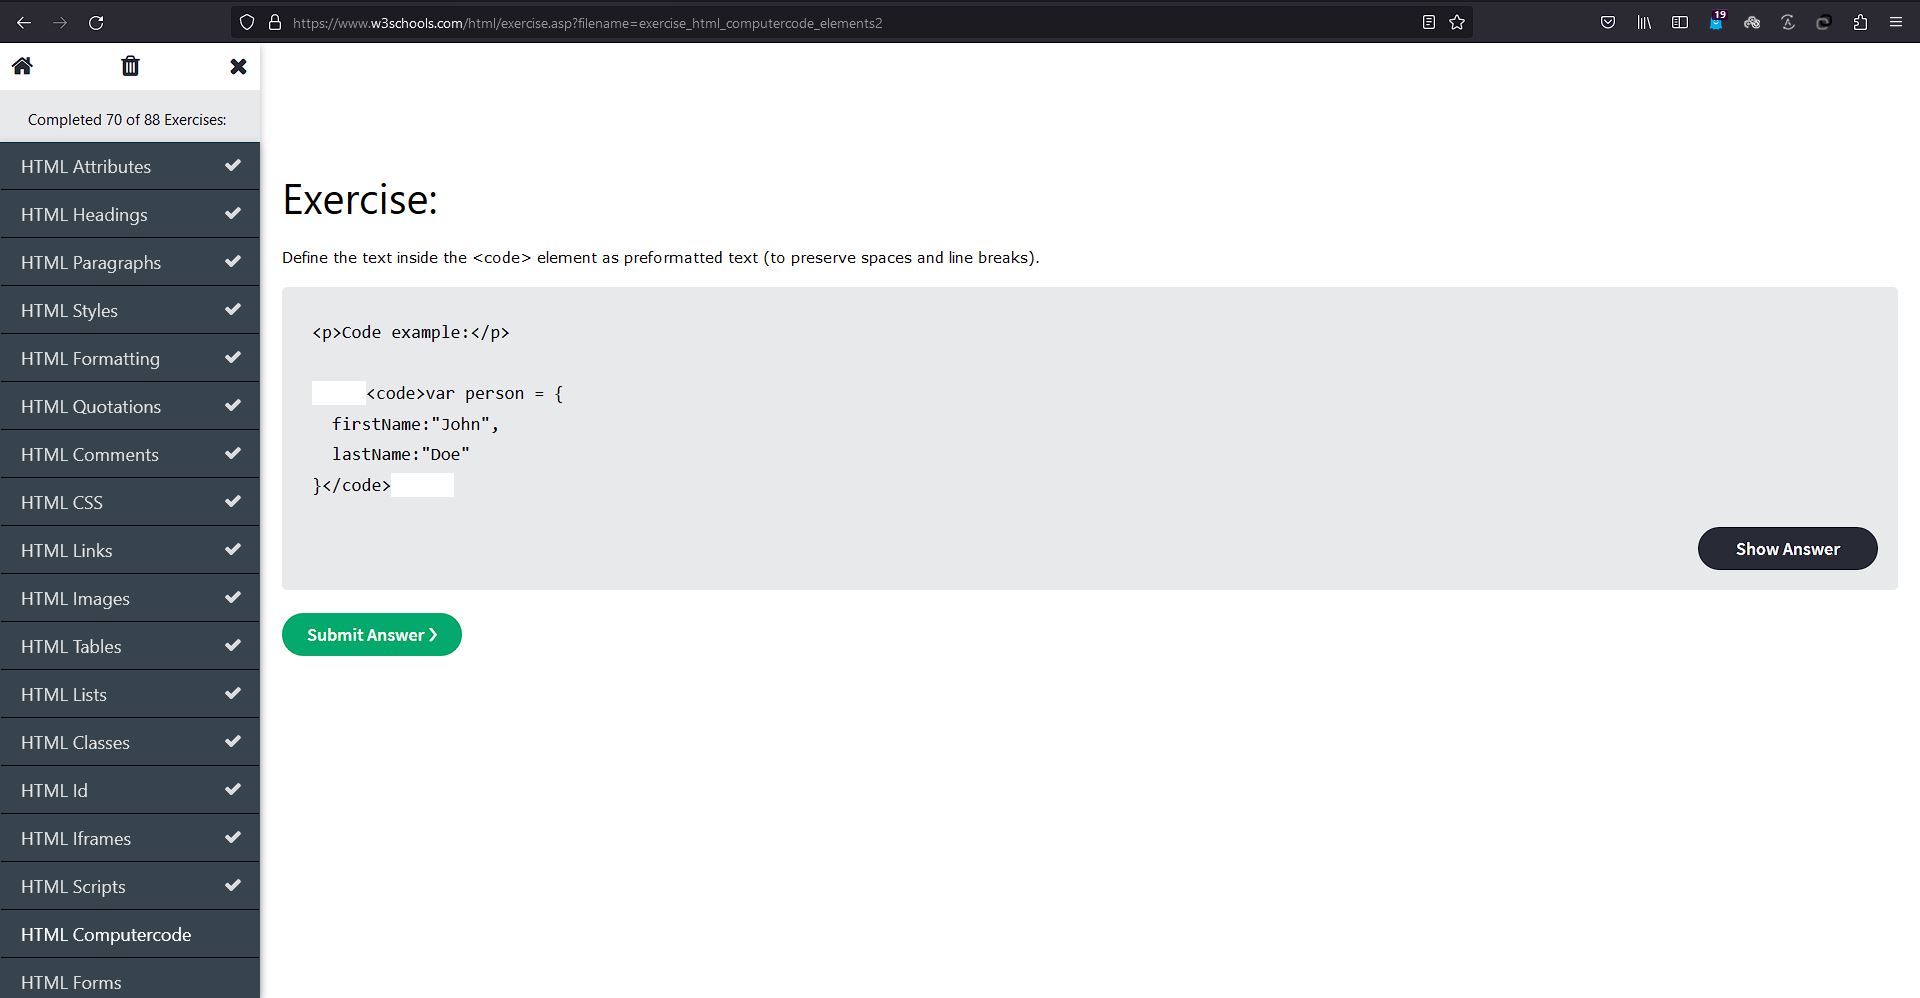 https://www.w3schools.com/html/exercise.asp?filename=exercise_html_computercode_elements2
19
Completed 70 of 88 Exercises:
HTML Attributes
HTML Headings
HTML Paragraphs
HTML Styles
HTML Formatting
HTML Quotations
HTML Comments
HTML CSS
HTML Links
HTML Images
HTML Tables
HTML Lists
HTML Classes
HTML Id
HTML Iframes
HTML Scripts
HTML Computercode
HTML Forms
Exercise:
Define the text inside the <code> element as preformatted text (to preserve spaces and line breaks).
<p>Code example:</p>
<code>var person = {
firstName:"John",
lastName:"Doe"
}</code>
Show Answer
Submit Answer ❯